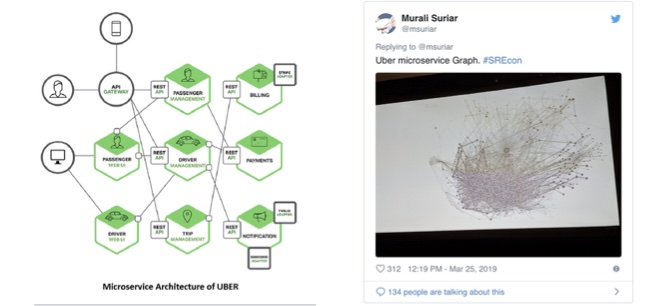 API
GATEWAY
REST
API
PASSENGER
MANAGEMENT
REST
API
BILLING
STRIPE
ADAPTER
PASSENGER
WEB UI
REST
API
DRIVER
MANAGEMENT
REST
API
PAYMENTS
DRIVER
WEB UI
REST
API
TRIP
MANAGEMENT
REST
API
NOTIFICATION
TWILIO
ADAPTER
SENDGRID
ADAPTER
Microservice Architecture of UBER
Murali Suriar
@msuriar
Replying to @msuriar
Uber microservice Graph. #SREcon
312 12:19 PM - Mar 25, 2019
134 people are talking about this